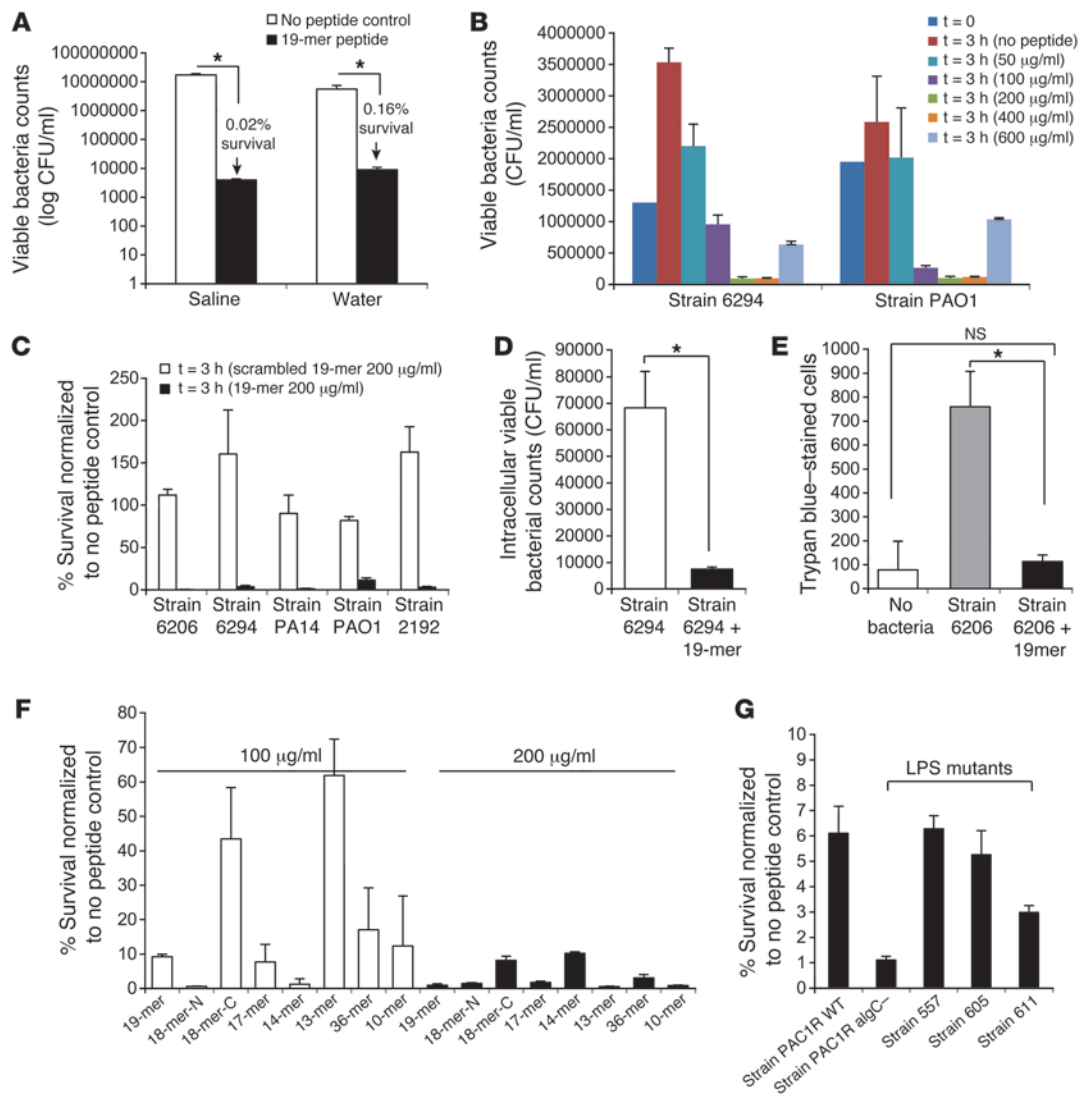 A
No peptide control
19-mer peptide
Viable bacteria counts
(log CFU/ml)
100000000
10000000
1000000
100000
10000
1000
100
10
1
*
0.02%
survival
*
0.16%
survival
Saline
Water
B
t = 0
t = 3 h (no peptide)
t = 3 h (50 μg/ml)
t = 3 h (100 μg/ml)
t = 3 h (200 μg/ml)
t = 3 h (400 μg/ml)
t = 3 h (600 μg/ml)
Viable bacteria counts
(CFU/ml)
4000000
3500000
3000000
2500000
2000000
1500000
1000000
500000
0
Strain 6294
Strain PAO1
C
t = 3 h (scrambled 19-mer 200 μg/ml)
t = 3 h (19-mer 200 μg/ml)
% Survival normalized
to no peptide control
250
200
150
100
50
0
Strain
6206
Strain
6294
Strain
PA14
Strain
PAO1
Strain
2192
D
Intracellular viable
bacterial counts (CFU/ml)
90000
80000
70000
60000
50000
40000
30000
20000
10000
0
*
Strain
6294
Strain
6294 +
19-mer
E
NS
*
Trypan blue–stained cells
1000
900
800
700
600
500
400
300
200
100
0
No
bacteria
Strain
6206
Strain
6206 +
19mer
F
% Survival normalized
to no peptide control
80
70
60
50
40
30
20
10
0
100 μg/ml
200 μg/ml
19-mer
18-mer-N
18-mer-C
17-mer
14-mer
13-mer
36-mer
10-mer
19-mer
18-mer-N
18-mer-C
17-mer
14-mer
13-mer
36-mer
10-mer
G
% Survival normalized
to no peptide control
10
9
8
7
6
5
4
3
2
1
0
LPS mutants
Strain PAC1R WT
Strain PAC1R algC–
Strain 557
Strain 605
Strain 611